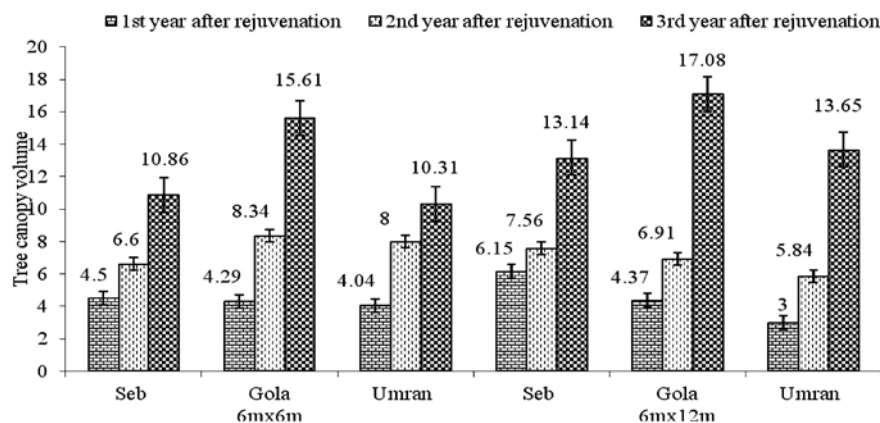 1st year after rejuvenation 2nd year after rejuvenation 3rd year after rejuvenation
Tree canopy volume
20
18
16
14
12
10
8
6
4
2
0
4.5 6.6 10.86
4.29 8.34 15.61
4.04 8 10.31
6.15 7.56 13.14
4.37 6.91 17.08
3 5.84 13.65
Seb Gola Umran Seb Gola Umran
6mx6m 6mx12m